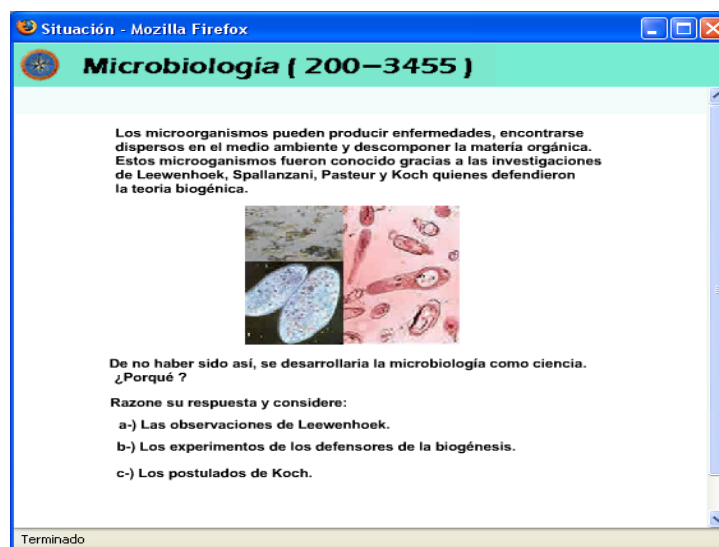 Situación - Mozilla Firefox
Microbiología ( 200-3455 )
Los microorganismos pueden producir enfermedades, encontrarse
dispersos en el medio ambiente y descomponer la matería orgánica.
Estos microoganismos fueron conocido gracias a las investigaciones
de Leewenhoek, Spallanzani, Pasteur y Koch quienes defendieron
la teoria biogénica.
De no haber sido así, se desarrollaria la microbiología como ciencia.
¿Porqué ?
Razone su respuesta y considere:
a-) Las observaciones de Leewenhoek.
b-) Los experimentos de los defensores de la biogénesis.
c-) Los postulados de Koch.
Terminado